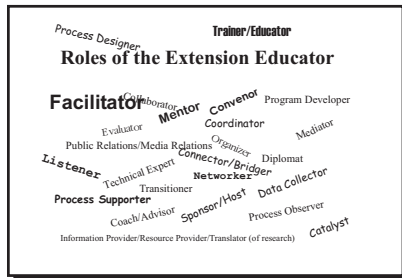 Process Designer
Trainer/Educator
Roles of the Extension Educator
Facilitator
Collaborator
Mentor
Convenor
Program Developer
Evaluator
Coordinator
Mediator
Public Relations/Media Relations
Organizer
Listener
Technical Expert
Connector/Bridger
Diplomat
Networker
Transitioner
Data Collector
Process Supporter
Sponsor/Host
Coach/Advisor
Process Observer
Catalyst
Information Provider/Resource Provider/Translator (of research)